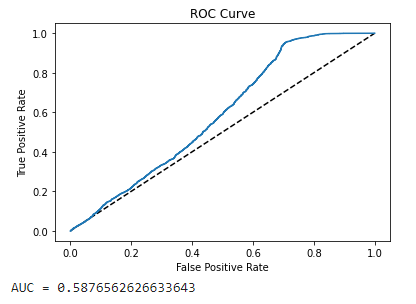 ROC Curve
True Positive Rate
1.0
0.8
0.6
0.4
0.2
0.0
0.0 0.2 0.4 0.6 0.8 1.0
False Positive Rate
AUC = 0.5876562626633643